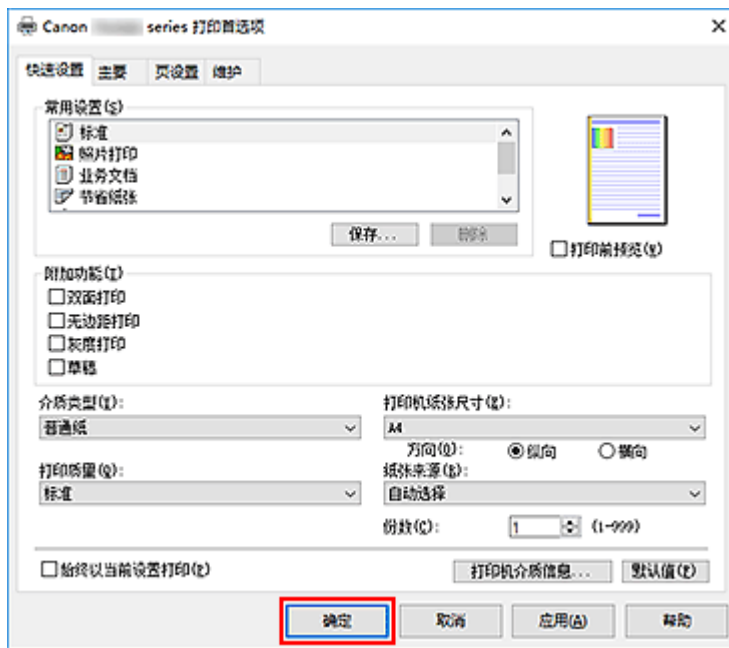 Canon series 打印首选项
快速设置 主要 页设置 维护
常用设置(S)
标准
照片打印
业务文档
节省纸张
保存... 删除
打印前预览(V)
附加功能(T)
双面打印
无边距打印
灰度打印
草稿
介质类型(I): 打印机纸张尺寸(Z):
普通纸 A4
方向(O): 纵向 横向
打印质量(Q): 纸张来源(B):
标准 自动选择
份数(C): 1 (1-999)
始终以当前设置打印(P)
打印机介质信息... 默认值(F)
确定 取消 应用(A) 帮助